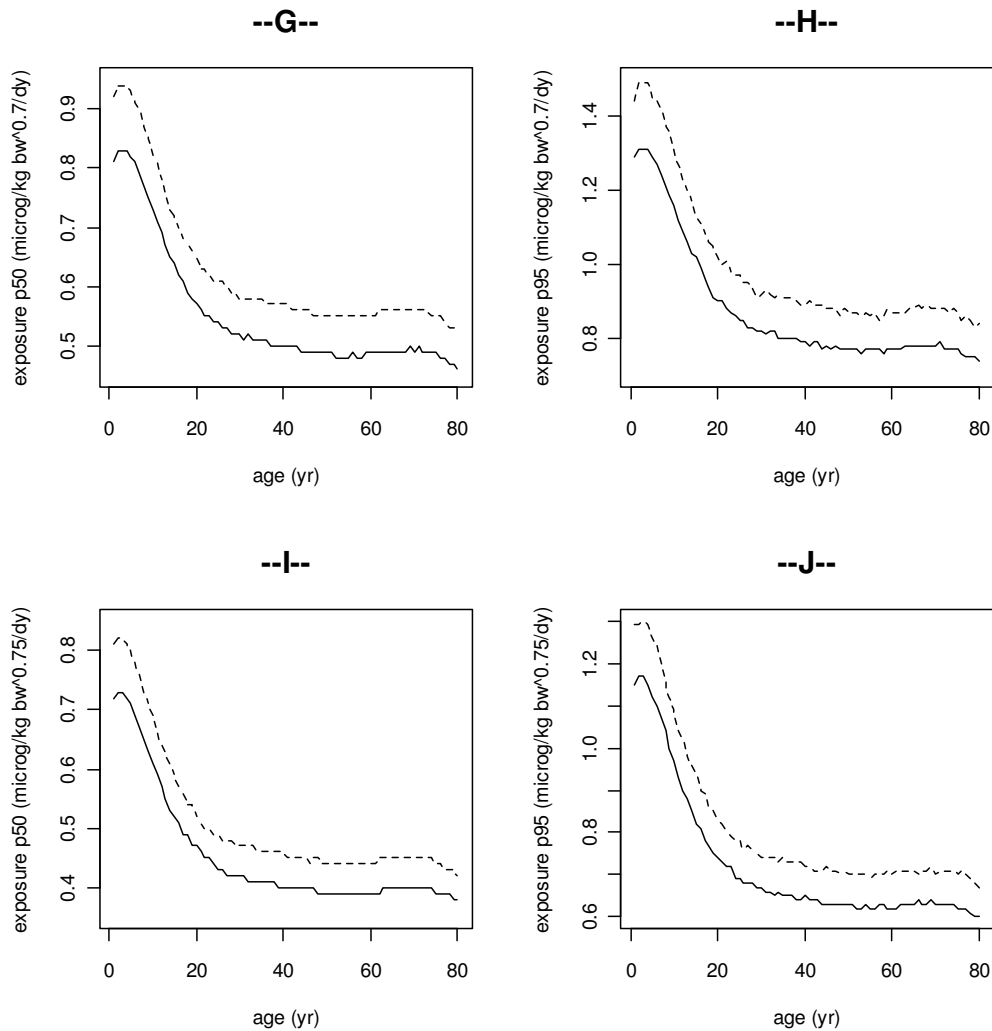 --G--
exposure p50 (microg/kg bw^0.7/dy)
0.9
0.8
0.7
0.6
0.5
0 20 40 60 80
age (yr)
--H--
exposure p95 (microg/kg bw^0.7/dy)
1.4
1.2
1.0
0.8
0 20 40 60 80
age (yr)
--I--
exposure p50 (microg/kg bw^0.75/dy)
0.8
0.7
0.6
0.5
0.4
0 20 40 60 80
age (yr)
--J--
exposure p95 (microg/kg bw^0.75/dy)
1.2
1.0
0.8
0.6
0 20 40 60 80
age (yr)